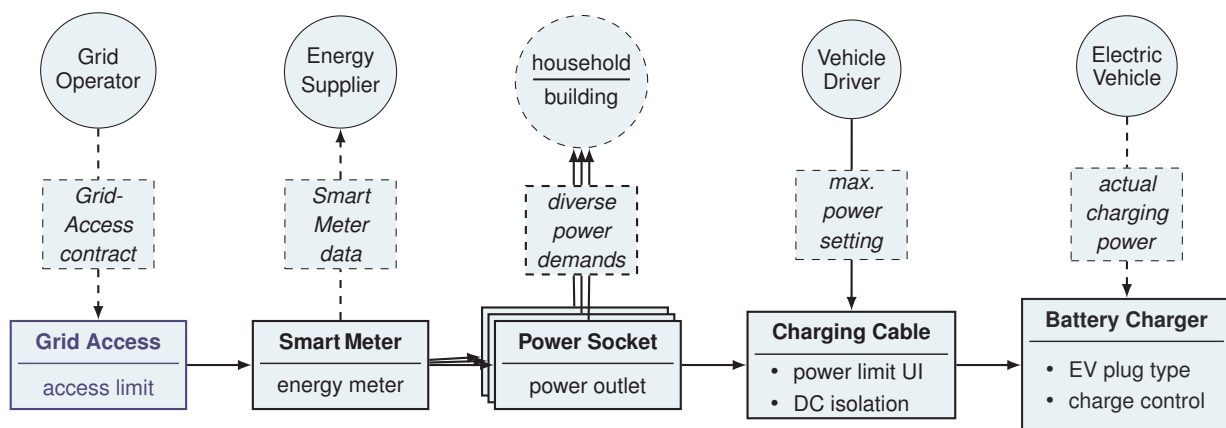 Grid
Operator
Energy
Supplier
household
building
Vehicle
Driver
Electric
Vehicle
Grid-
Access
contract
Smart
Meter
data
diverse
power
demands
max.
power
setting
actual
charging
power
Grid Access
access limit
Smart Meter
energy meter
Power Socket
power outlet
Charging Cable
• power limit UI
• DC isolation
Battery Charger
• EV plug type
• charge control